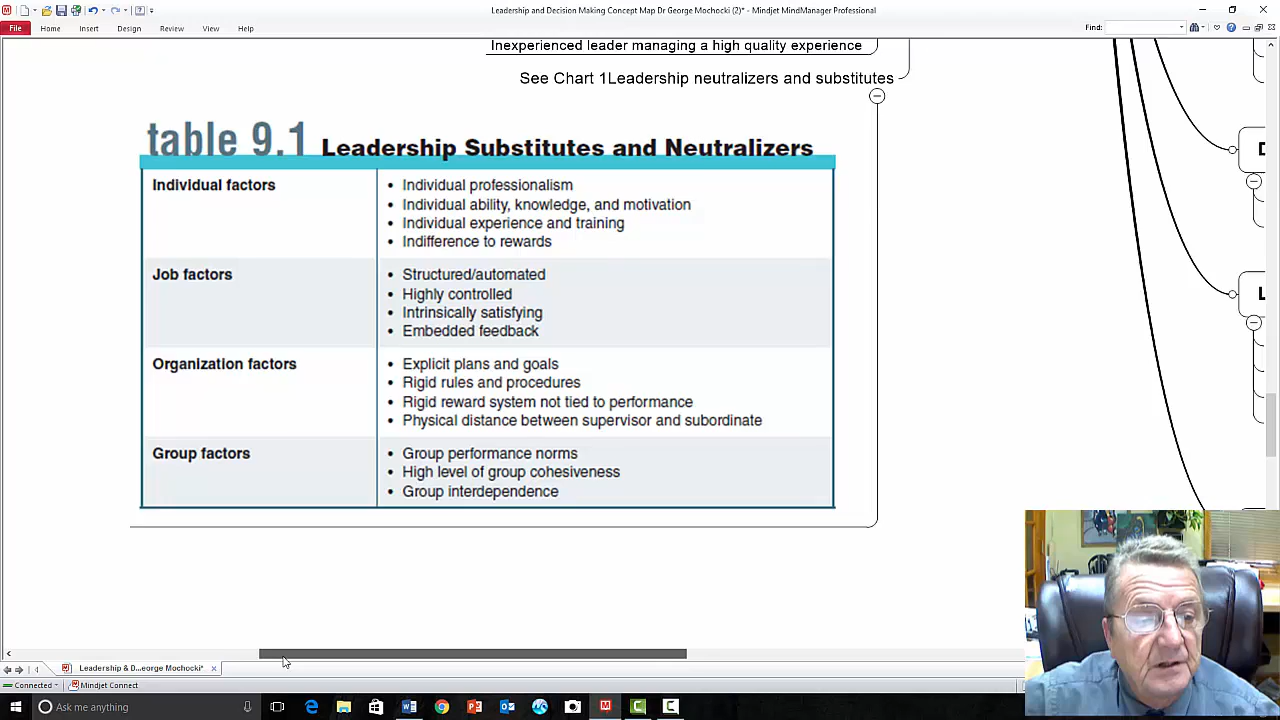 Leadership and Decision Making Concept Map Dr George Mochocki (2)* - Mindjet MindManager Professional
File Home Insert Design Review View Find:
Inexperienced leader managing a high quality experience
See Chart 1Leadership neutralizers and substitutes
table 9.1 Leadership Substitutes and Neutralizers
Individual factors
• Individual professionalism
• Individual ability, knowledge, and motivation
• Individual experience and training
• Indifference to rewards
Job factors
• Structured/automated
• Highly controlled
• Intrinsically satisfying
• Embedded feedback
Organization factors
• Explicit plans and goals
• Rigid rules and procedures
• Rigid reward system not tied to performance
• Physical distance between supervisor and subordinate
Group factors
• Group performance norms
• High level of group cohesiveness
• Group interdependence
Leadership & D...eorge Mochocki*
Connected
Mindjet Connect
Ask me anything